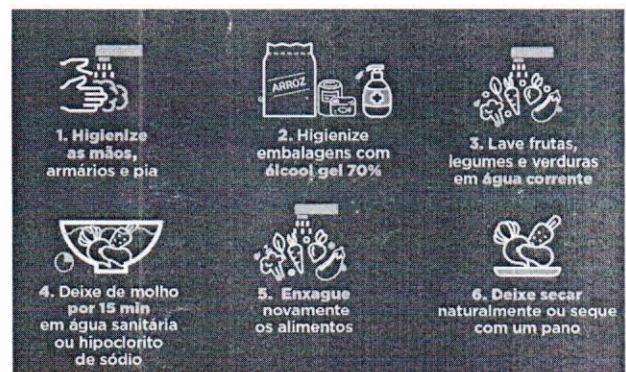 ARROZ
1. Higienize
as mãos,
armários e pia
2. Higienize
embalagens com
álcool gel 70%
3. Lave frutas,
legumes e verduras
em água corrente
4. Deixe de molho
por 15 min
em água sanitária
ou hipoclorito
de sódio
5. Enxague
novamente
os alimentos
6. Deixe secar
naturalmente ou seque
com um pano